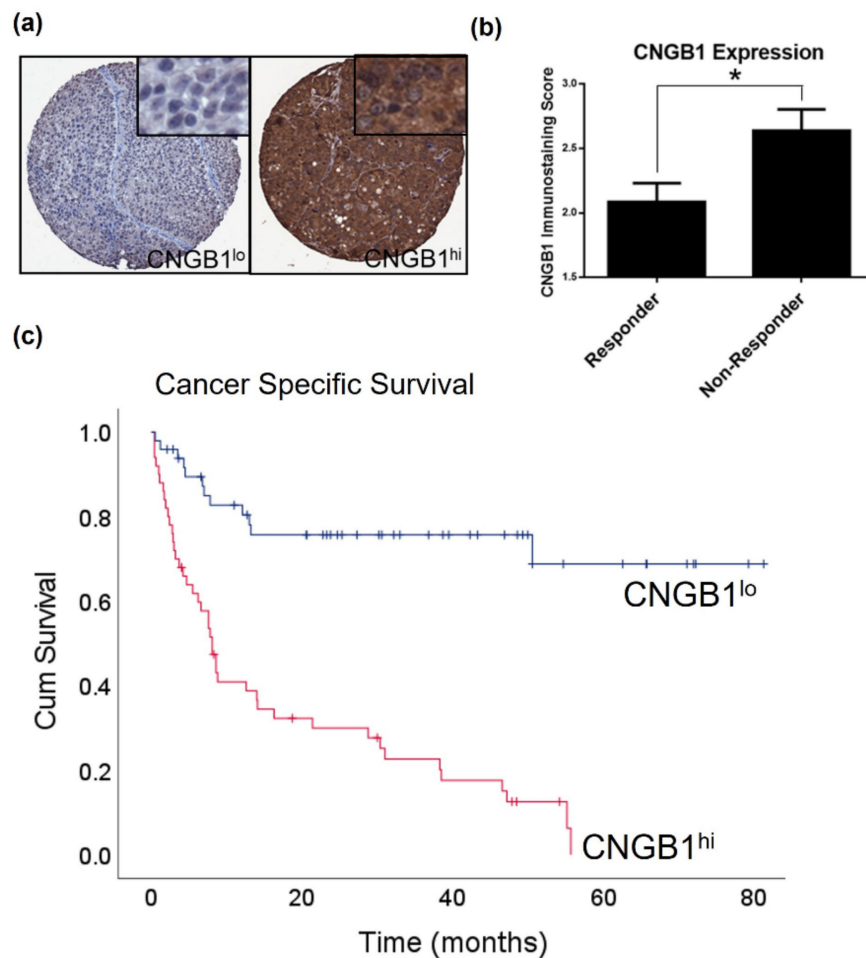 (a)
CNGB1lo
CNGB1hi
(b)
CNGB1 Expression
CNGB1 Immunostaining Score
3.0
2.5
2.0
1.5
*
Responder
Non-Responder
(c)
Cancer Specific Survival
Cum Survival
1.0
0.8
0.6
0.4
0.2
0.0
CNGB1lo
CNGB1hi
0
20
40
60
80
Time (months)